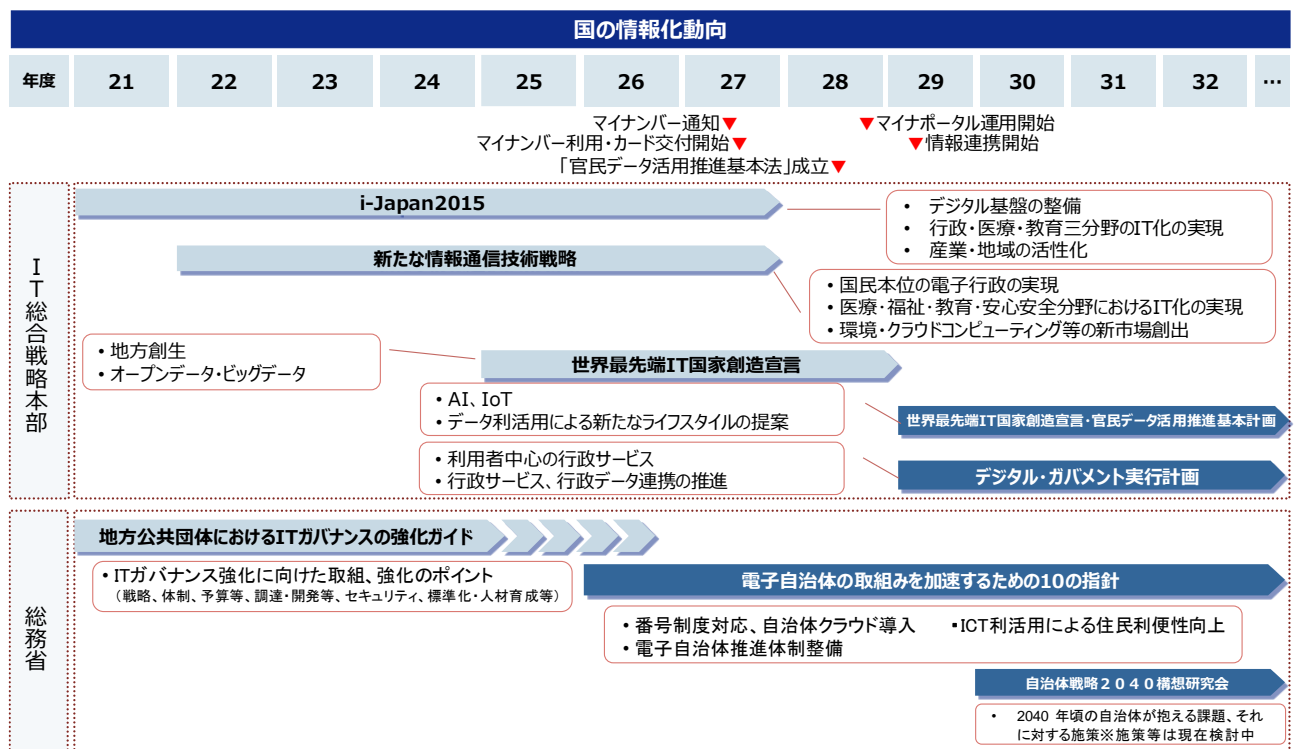 国の情報化動向
年度 21 22 23 24 25 26 27 28 29 30 31 32 …
マイナンバー通知▼
▼マイナポータル運用開始
マイナンバー利用・カード交付開始▼
▼情報連携開始
「官民データ活用推進基本法」成立▼
IT総合戦略本部
i-Japan2015
• デジタル基盤の整備
• 行政・医療・教育三分野のIT化の実現
• 産業・地域の活性化
新たな情報通信技術戦略
• 国民本位の電子行政の実現
• 医療・福祉・教育・安心安全分野におけるIT化の実現
• 環境・クラウドコンピューティング等の新市場創出
• 地方創生
• オープンデータ・ビッグデータ
世界最先端IT国家創造宣言
• AI、IoT
• データ利活用による新たなライフスタイルの提案
世界最先端IT国家創造宣言・官民データ活用推進基本計画
• 利用者中心の行政サービス
• 行政サービス、行政データ連携の推進
デジタル・ガバメント実行計画
総務省
地方公共団体におけるITガバナンスの強化ガイド
• ITガバナンス強化に向けた取組、強化のポイント
（戦略、体制、予算等、調達・開発等、セキュリティ、標準化・人材育成等）
電子自治体の取組みを加速するための10の指針
• 番号制度対応、自治体クラウド導入 ▪ICT利活用による住民利便性向上
• 電子自治体推進体制整備
自治体戦略２０４０構想研究会
• 2040 年頃の自治体が抱える課題、それ
に対する施策※施策等は現在検討中